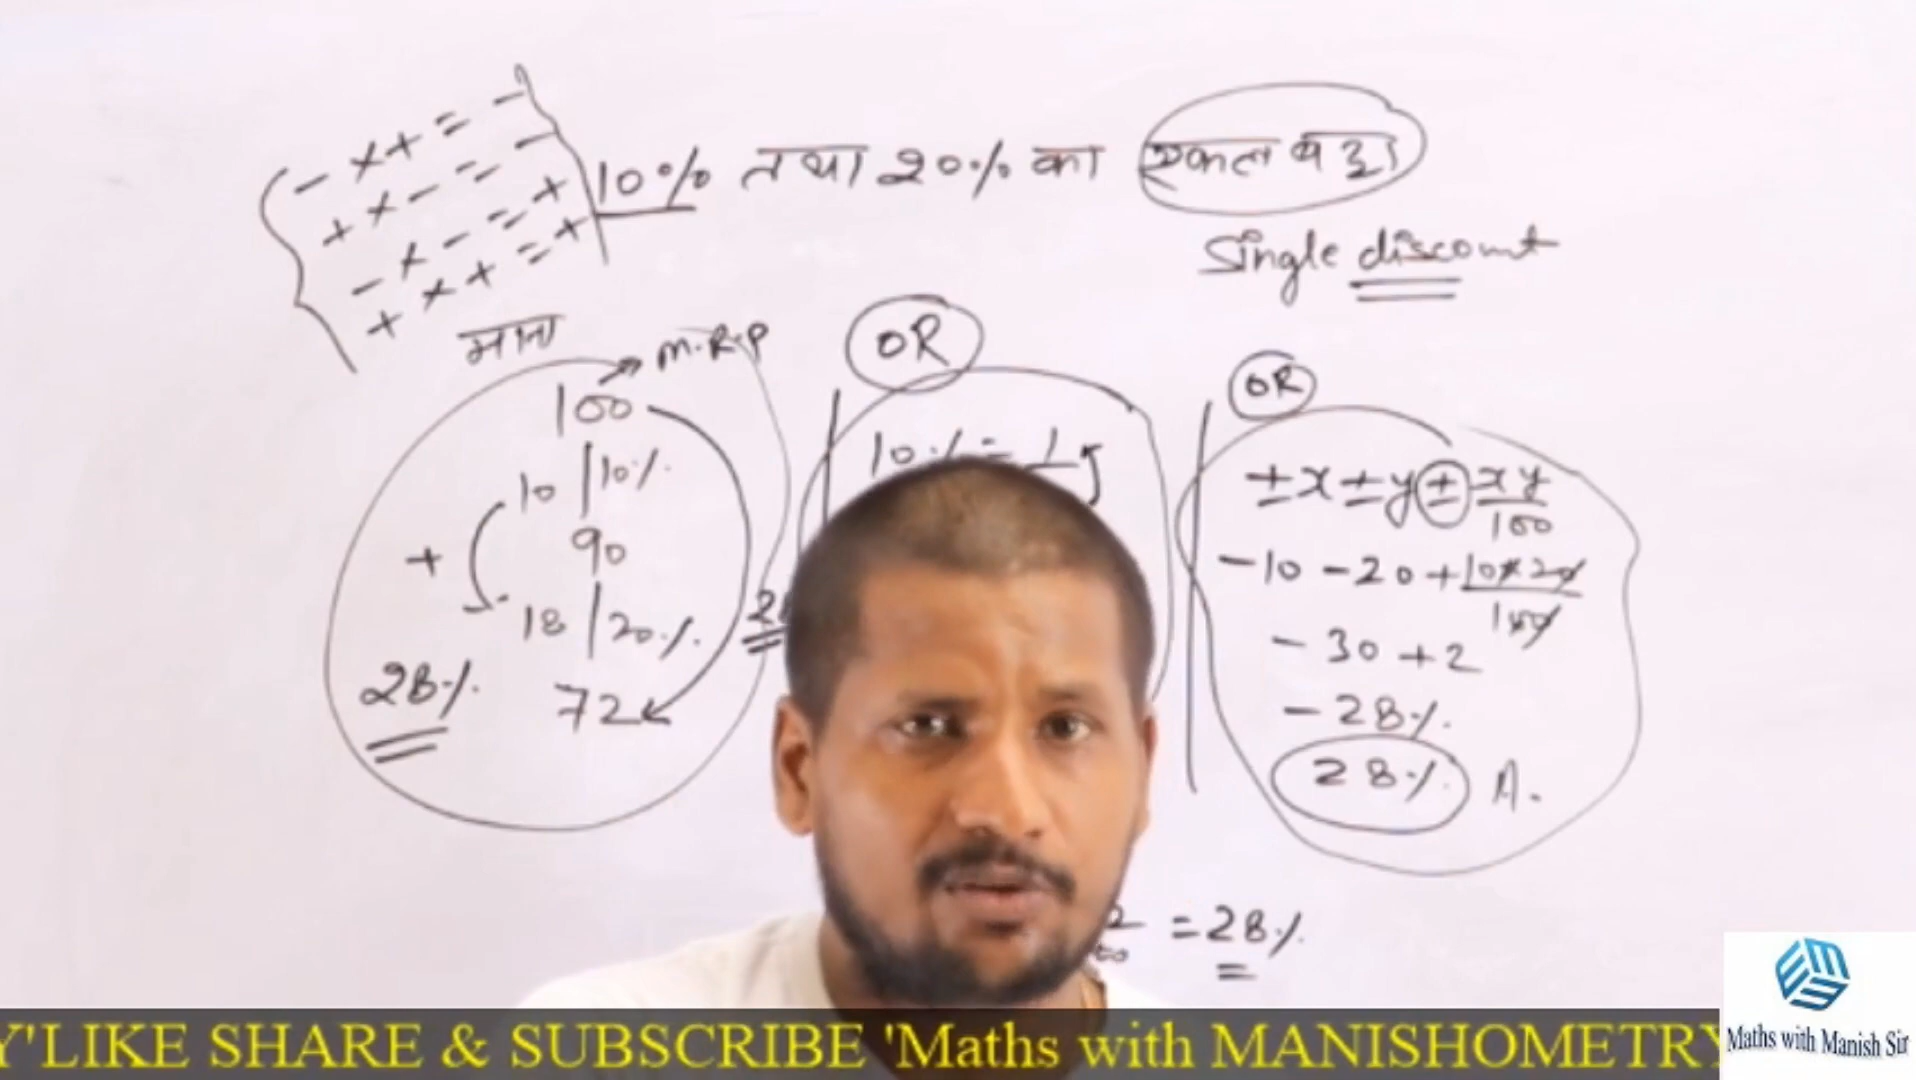 - × + = -
+ × - = -
- × - = +
+ × + = +
10% तथा 20% का एकल बट्टा
Single discount
माना
100 → M.R.P
10 | 10%
90
+
18 | 20%
28%
72
OR
10% = 1
= 28%
OR
±x ± y ± xy/100
-10 -20 + 10×20/100
-30 + 2
-28%
28% A.
Y'LIKE SHARE & SUBSCRIBE 'Maths with MANISHOMETRY
Maths with Manish Sir